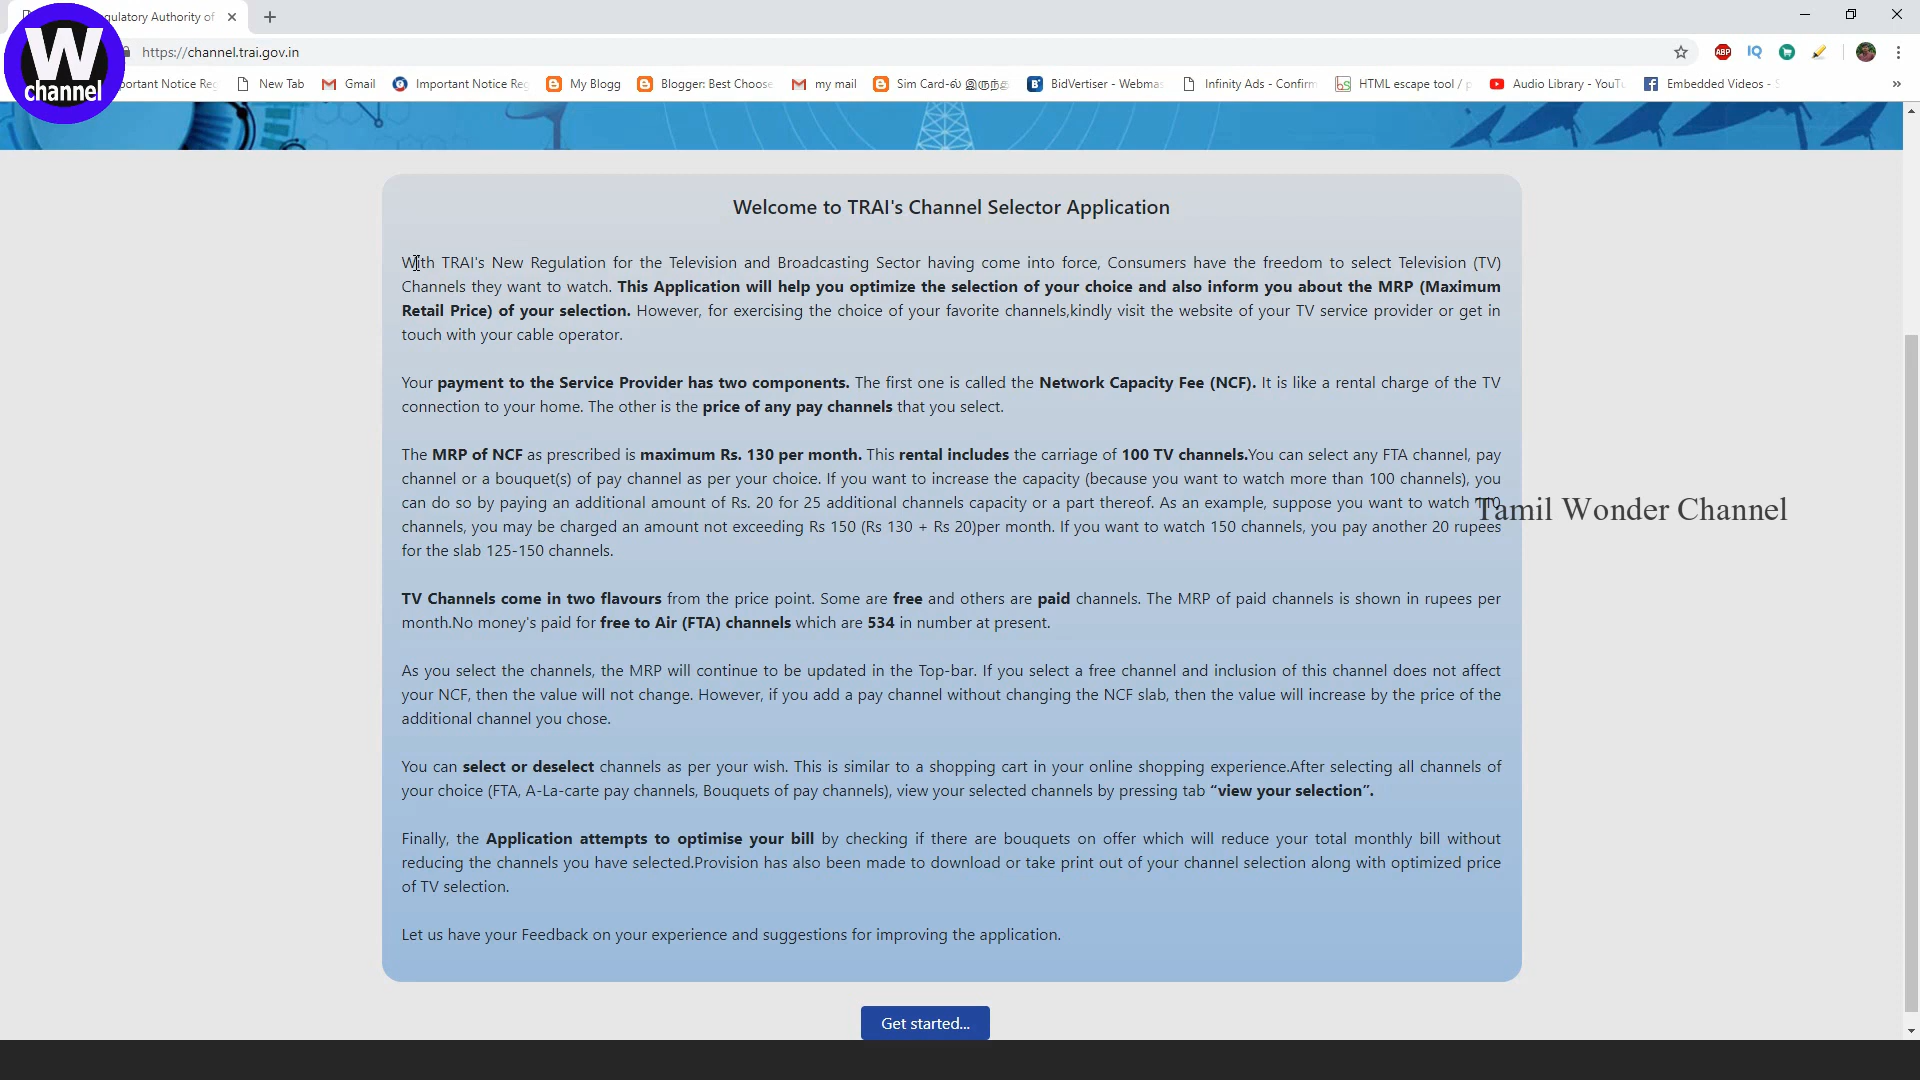 gulatory Authority of
W
channel
https://channel.trai.gov.in
ABP
IQ
portant Notice Reg
New Tab
Gmail
Important Notice Reg
My Blogg
Blogger: Best Choose
my mail
Sim Card-ல்
BidVertiser - Webmas
Infinity Ads - Confirm
HTML escape tool / p
Audio Library - YouTu
Embedded Videos - S
Welcome to TRAI's Channel Selector Application
With TRAI's New Regulation for the Television and Broadcasting Sector having come into force, Consumers have the freedom to select Television (TV)
Channels they want to watch. This Application will help you optimize the selection of your choice and also inform you about the MRP (Maximum
Retail Price) of your selection. However, for exercising the choice of your favorite channels,kindly visit the website of your TV service provider or get in
touch with your cable operator.
Your payment to the Service Provider has two components. The first one is called the Network Capacity Fee (NCF). It is like a rental charge of the TV
connection to your home. The other is the price of any pay channels that you select.
The MRP of NCF as prescribed is maximum Rs. 130 per month. This rental includes the carriage of 100 TV channels.You can select any FTA channel, pay
channel or a bouquet(s) of pay channel as per your choice. If you want to increase the capacity (because you want to watch more than 100 channels), you
can do so by paying an additional amount of Rs. 20 for 25 additional channels capacity or a part thereof. As an example, suppose you want to watch 110
Tamil Wonder Channel
channels, you may be charged an amount not exceeding Rs 150 (Rs 130 + Rs 20)per month. If you want to watch 150 channels, you pay another 20 rupees
for the slab 125-150 channels.
TV Channels come in two flavours from the price point. Some are free and others are paid channels. The MRP of paid channels is shown in rupees per
month.No money's paid for free to Air (FTA) channels which are 534 in number at present.
As you select the channels, the MRP will continue to be updated in the Top-bar. If you select a free channel and inclusion of this channel does not affect
your NCF, then the value will not change. However, if you add a pay channel without changing the NCF slab, then the value will increase by the price of the
additional channel you chose.
You can select or deselect channels as per your wish. This is similar to a shopping cart in your online shopping experience.After selecting all channels of
your choice (FTA, A-La-carte pay channels, Bouquets of pay channels), view your selected channels by pressing tab “view your selection”.
Finally, the Application attempts to optimise your bill by checking if there are bouquets on offer which will reduce your total monthly bill without
reducing the channels you have selected.Provision has also been made to download or take print out of your channel selection along with optimized price
of TV selection.
Let us have your Feedback on your experience and suggestions for improving the application.
Get started...